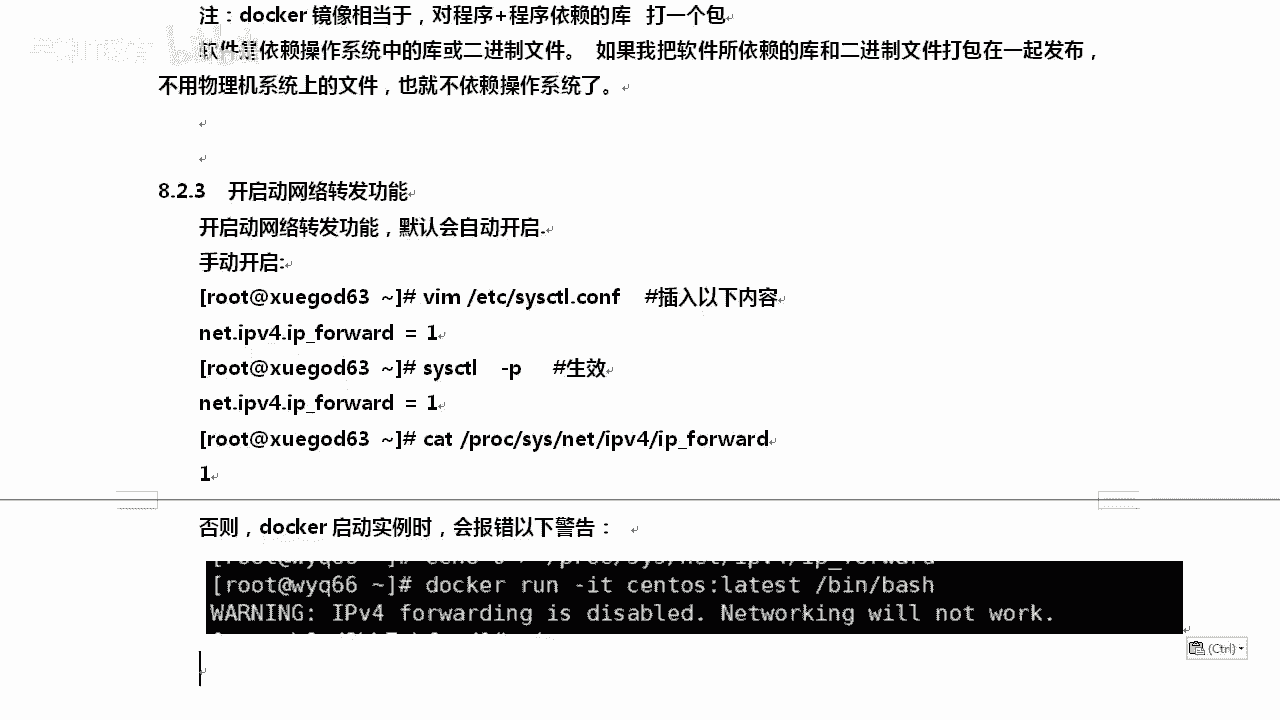 注：docker 镜像相当于，对程序+程序依赖的库 打一个包
软件是依赖操作系统中的库或二进制文件。 如果我把软件所依赖的库和二进制文件打包在一起发布，
不用物理机系统上的文件，也就不依赖操作系统了。
8.2.3 开启动网络转发功能
开启动网络转发功能，默认会自动开启.
手动开启:
[root@xuegod63 ~]# vim /etc/sysctl.conf #插入以下内容
net.ipv4.ip_forward = 1
[root@xuegod63 ~]# sysctl -p #生效
net.ipv4.ip_forward = 1
[root@xuegod63 ~]# cat /proc/sys/net/ipv4/ip_forward
1
否则，docker 启动实例时，会报错以下警告：
[root@wyq66 ~]# docker run -it centos:latest /bin/bash
WARNING: IPv4 forwarding is disabled. Networking will not work.
(Ctrl)